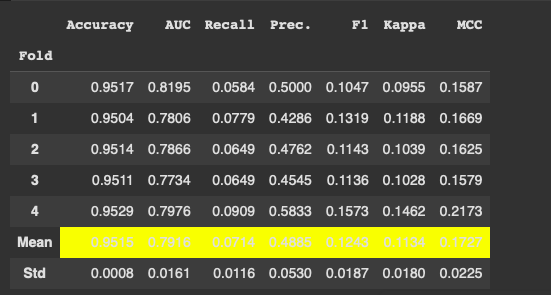 Accuracy AUC Recall Prec. F1 Kappa MCC
Fold
0 0.9517 0.8195 0.0584 0.5000 0.1047 0.0955 0.1587
1 0.9504 0.7806 0.0779 0.4286 0.1319 0.1188 0.1669
2 0.9514 0.7866 0.0649 0.4762 0.1143 0.1039 0.1625
3 0.9511 0.7734 0.0649 0.4545 0.1136 0.1028 0.1579
4 0.9529 0.7976 0.0909 0.5833 0.1573 0.1462 0.2173
Mean 0.9515 0.7916 0.0714 0.4885 0.1243 0.1134 0.1727
Std 0.0008 0.0161 0.0116 0.0530 0.0187 0.0180 0.0225